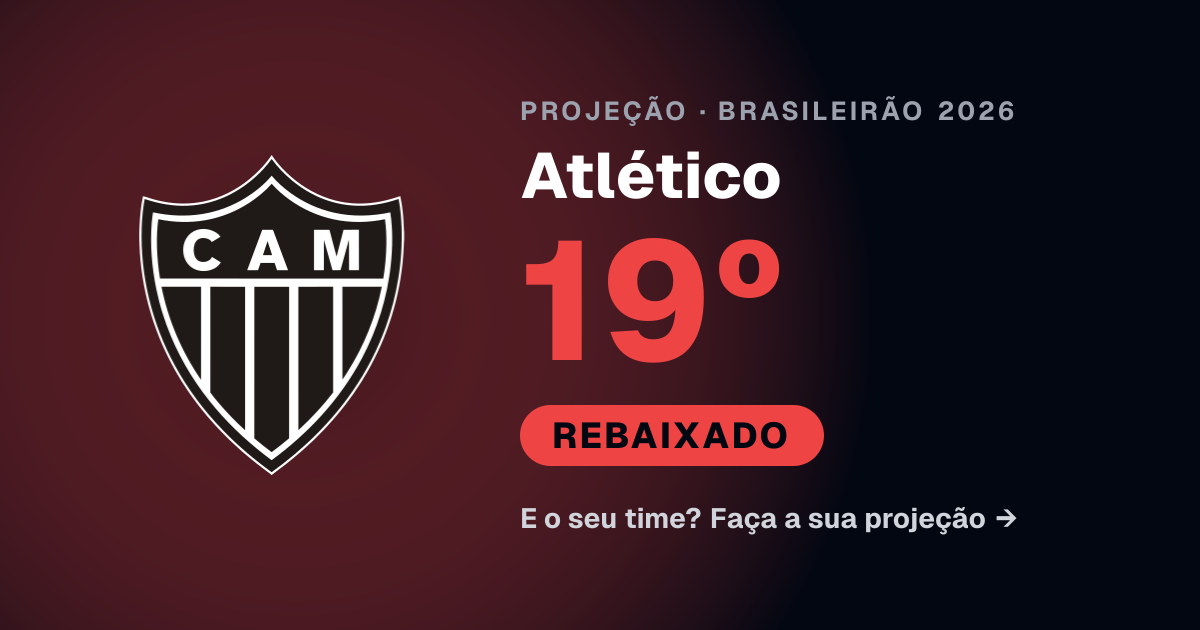 CAM
PROJEÇÃO · BRASILEIRÃO 2026
Atlético
19º
REBAIXADO
E o seu time? Faça a sua projeção →